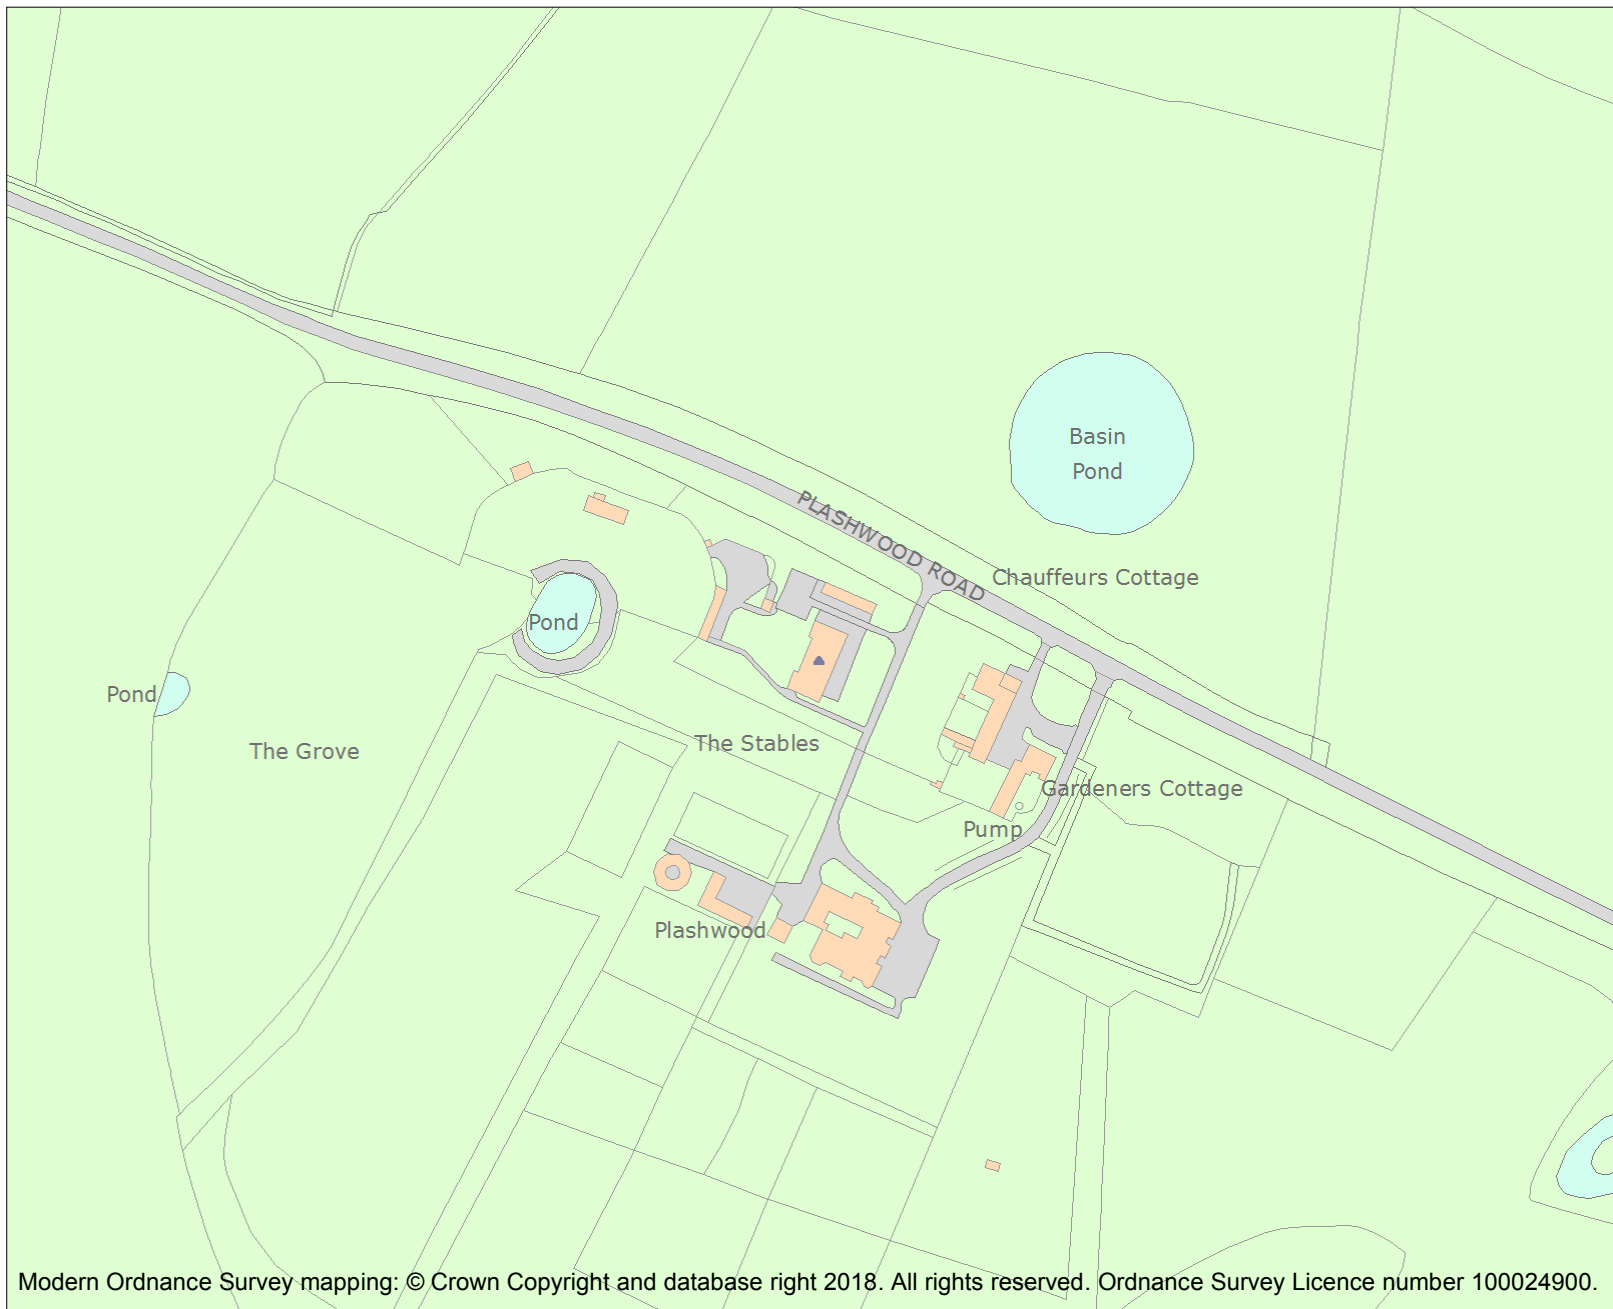 Basin
Pond
PLASHWOOD ROAD
Chauffeurs Cottage
Pond
Pond
The Grove
The Stables
Gardeners Cottage
Pump
Plashwood
Modern Ordnance Survey mapping: © Crown Copyright and database right 2018. All rights reserved. Ordnance Survey Licence number 100024900.